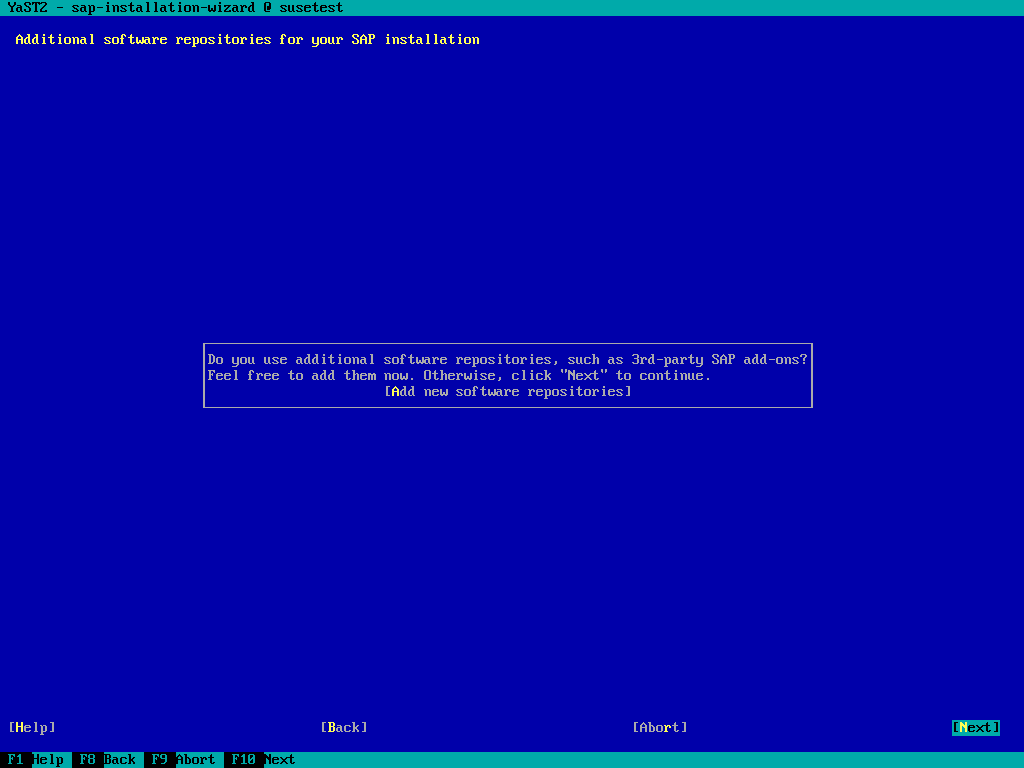 YaST2 - sap-installation-wizard @ susetest
Additional software repositories for your SAP installation
Do you use additional software repositories, such as 3rd-party SAP add-ons?
Feel free to add them now. Otherwise, click "Next" to continue.
[Add new software repositories]
[Help] [Back] [Abort] [Next]
F1 Help F8 Back F9 Abort F10 Next